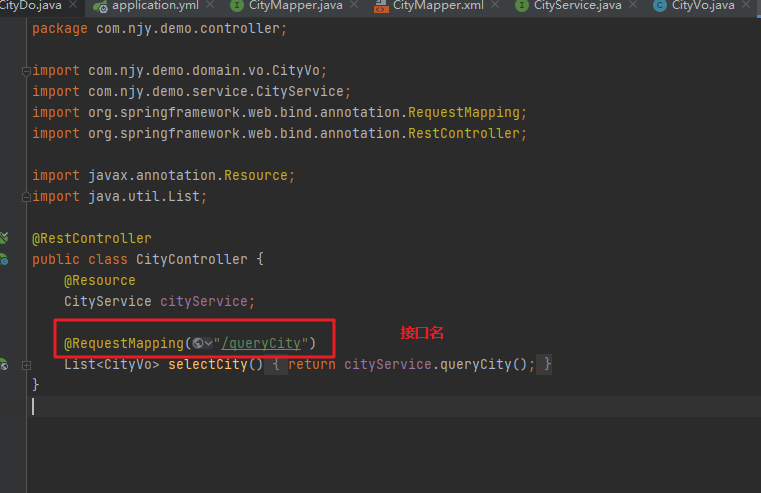 CityDo.java application.yml CityMapper.java CityMapper.xml CityService.java CityVo.java
package com.njy.demo.controller;
import com.njy.demo.domain.vo.CityVo;
import com.njy.demo.service.CityService;
import org.springframework.web.bind.annotation.RequestMapping;
import org.springframework.web.bind.annotation.RestController;
import javax.annotation.Resource;
import java.util.List;
@RestController
public class CityController {
@Resource
CityService cityService;
@RequestMapping("/queryCity") 接口名
List<CityVo> selectCity() { return cityService.queryCity(); }
}